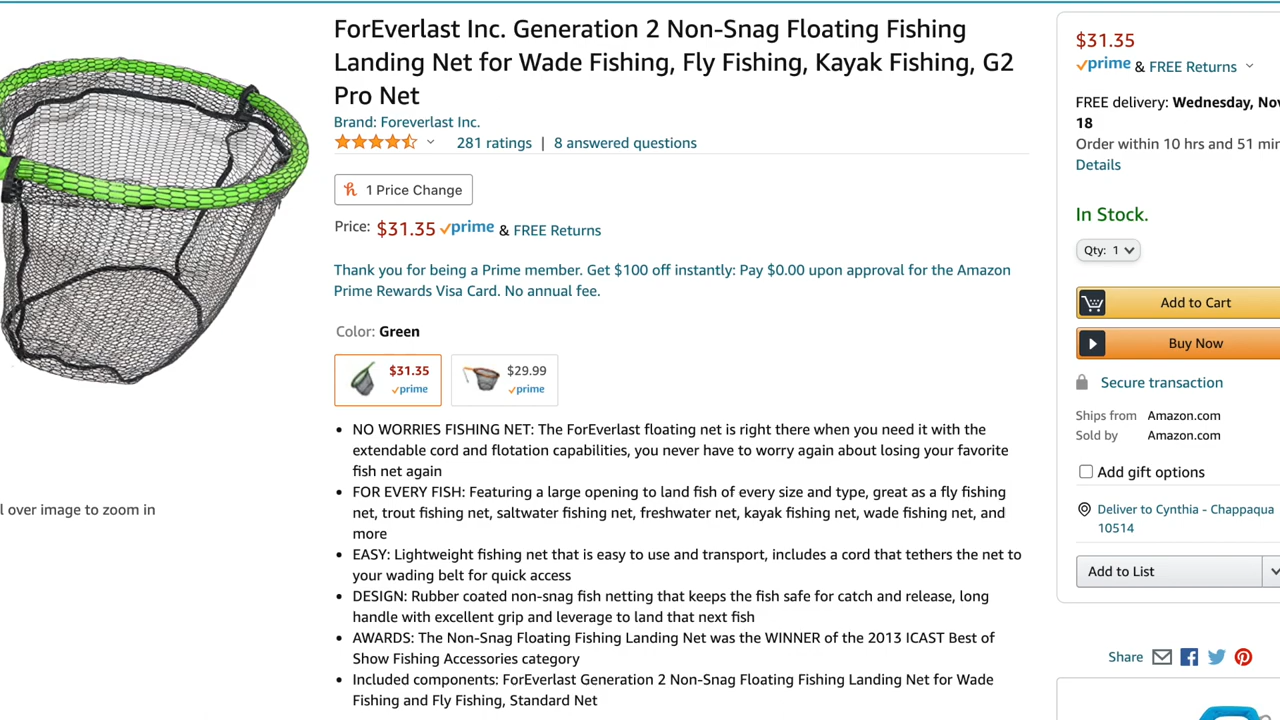 ForEverlast Inc. Generation 2 Non-Snag Floating Fishing
Landing Net for Wade Fishing, Fly Fishing, Kayak Fishing, G2
Pro Net
Brand: Foreverlast Inc.
281 ratings | 8 answered questions
1 Price Change
Price: $31.35 prime & FREE Returns
Thank you for being a Prime member. Get $100 off instantly: Pay $0.00 upon approval for the Amazon
Prime Rewards Visa Card. No annual fee.
Color: Green
$31.35
prime
$29.99
prime
• NO WORRIES FISHING NET: The ForEverlast floating net is right there when you need it with the
extendable cord and flotation capabilities, you never have to worry again about losing your favorite
fish net again
• FOR EVERY FISH: Featuring a large opening to land fish of every size and type, great as a fly fishing
net, trout fishing net, saltwater fishing net, freshwater net, kayak fishing net, wade fishing net, and
more
• EASY: Lightweight fishing net that is easy to use and transport, includes a cord that tethers the net to
your wading belt for quick access
• DESIGN: Rubber coated non-snag fish netting that keeps the fish safe for catch and release, long
handle with excellent grip and leverage to land that next fish
• AWARDS: The Non-Snag Floating Fishing Landing Net was the WINNER of the 2013 ICAST Best of
Show Fishing Accessories category
• Included components: ForEverlast Generation 2 Non-Snag Floating Fishing Landing Net for Wade
Fishing and Fly Fishing, Standard Net
l over image to zoom in
$31.35
prime & FREE Returns
FREE delivery: Wednesday, Nov
18
Order within 10 hrs and 51 min
Details
In Stock.
Qty: 1
Add to Cart
Buy Now
Secure transaction
Ships from Amazon.com
Sold by Amazon.com
Add gift options
Deliver to Cynthia - Chappaqua
10514
Add to List
Share